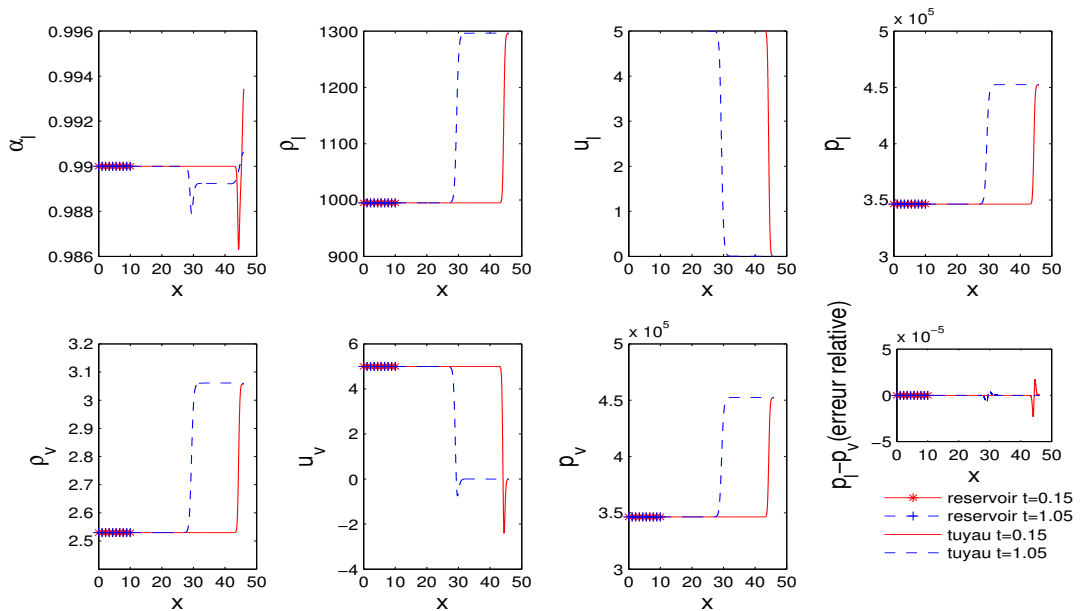 0.996
0.994
0.992
0.99
0.988
0.986
0 10 20 30 40 50
x
α_l
1300
1200
1100
1000
900
0 10 20 30 40 50
x
ρ_l
5
4
3
2
1
0
0 10 20 30 40 50
x
u_l
x 10^5
5
4.5
4
3.5
3
0 10 20 30 40 50
x
p_l
3.2
3.1
3
2.9
2.8
2.7
2.6
2.5
0 10 20 30 40 50
x
ρ_v
6
4
2
0
−2
−4
0 10 20 30 40 50
x
u_v
x 10^5
5
4.5
4
3.5
3
0 10 20 30 40 50
x
p_v
x 10^-5
5
0
−5
0 10 20 30 40 50
x
p_l−p_v(erreur relative)
reservoir t=0.15
reservoir t=1.05
tuyau t=0.15
tuyau t=1.05